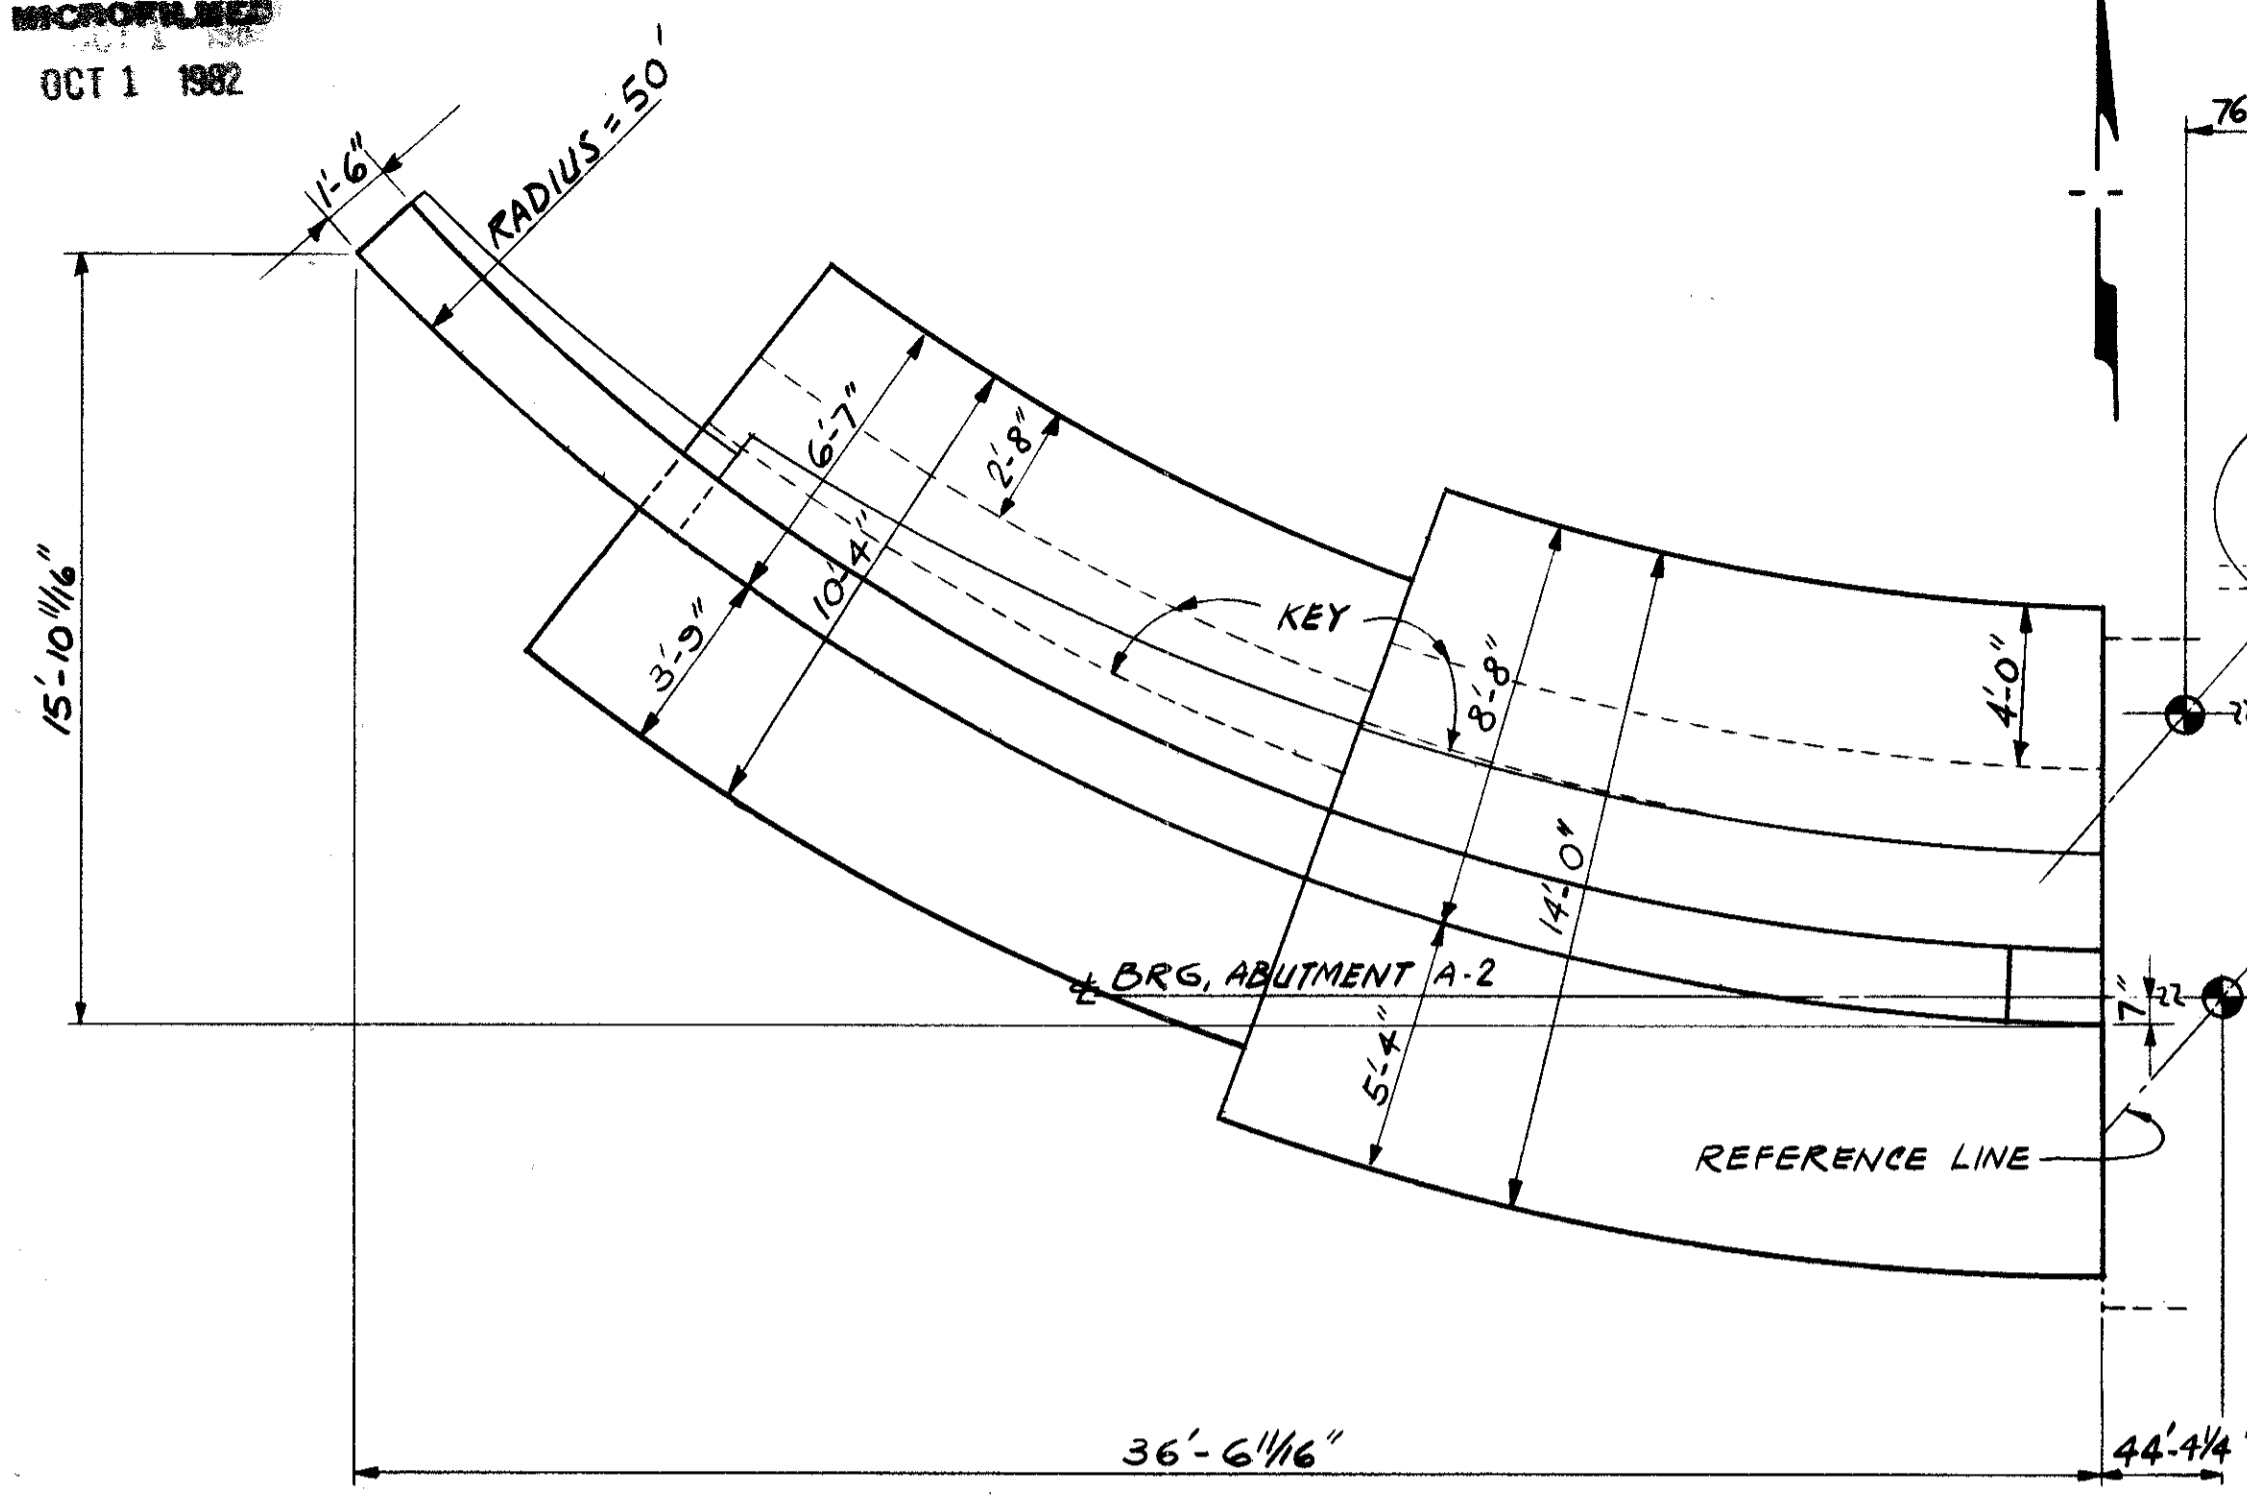 MICROFILMED
OCT 1 1982
1'-6"
RADIUS = 50'
76
6'-7"
2'-8"
10'-4"
3'-9"
KEY
8'-8"
4'-0"
15'-10 11/16"
14'-0"
℄ BRG. ABUTMENT A-2
5'-4"
7"
22
REFERENCE LINE
36'-6 11/16"
44'-4 1/4"